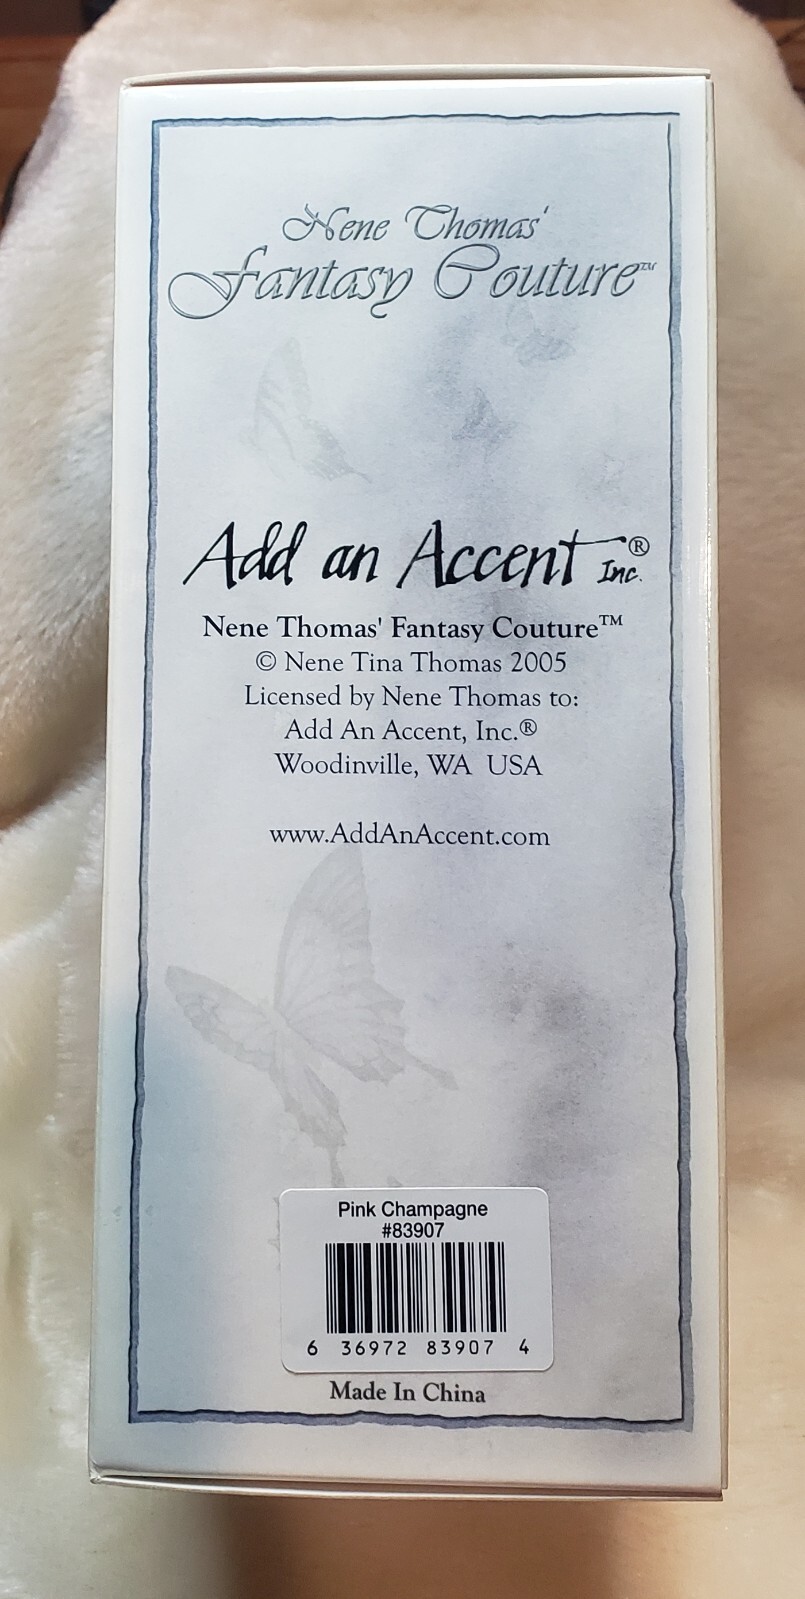 Nene Thomas'
Fantasy Couture™
Add an Accent® Inc.
Nene Thomas' Fantasy Couture™
© Nene Tina Thomas 2005
Licensed by Nene Thomas to:
Add An Accent, Inc.®
Woodinville, WA USA
www.AddAnAccent.com
Pink Champagne
#83907
6 36972 83907 4
Made In China